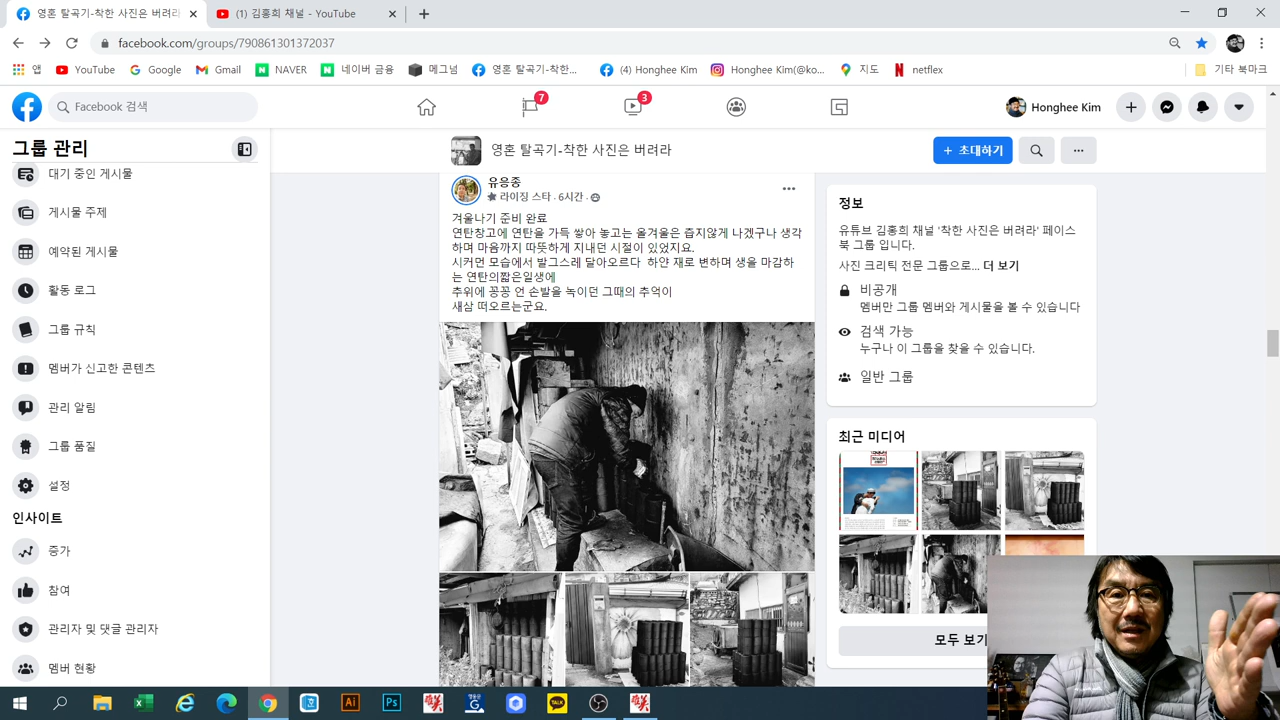 영혼 탈곡기-착한 사진은 버려라
(1) 김홍희 채널 - YouTube
facebook.com/groups/790861301372037
앱
YouTube
Google
Gmail
NAVER
네이버 금융
메그넘
영혼 탈곡기-착한...
(4) Honghee Kim
Honghee Kim(@ko...
지도
netflex
기타 북마크
Facebook 검색
7
3
Honghee Kim
그룹 관리
대기 중인 게시물
게시물 주제
예약된 게시물
활동 로그
그룹 규칙
멤버가 신고한 콘텐츠
관리 알림
그룹 품질
설정
인사이트
증가
참여
관리자 및 댓글 관리자
멤버 현황
영혼 탈곡기-착한 사진은 버려라
+ 초대하기
유응종
라이징 스타 · 6시간 ·
겨울나기 준비 완료
연탄창고에 연탄을 가득 쌓아 놓고는 올겨울은 춥지않게 나겠구나 생각
하며 마음까지 따뜻하게 지내던 시절이 있었지요.
시커먼 모습에서 발그스레 달아오르다 하얀 재로 변하며 생을 마감하
는 연탄의짧은일생에
추위에 꽁꽁 언 손발을 녹이던 그때의 추억이
새삼 떠오르는군요.
정보
유튜브 김홍희 채널 '착한 사진은 버려라' 페이스
북 그룹 입니다.
사진 크리틱 전문 그룹으로... 더 보기
비공개
멤버만 그룹 멤버와 게시물을 볼 수 있습니다
검색 가능
누구나 이 그룹을 찾을 수 있습니다.
일반 그룹
최근 미디어
모두 보기
Ai
Ps
TALK